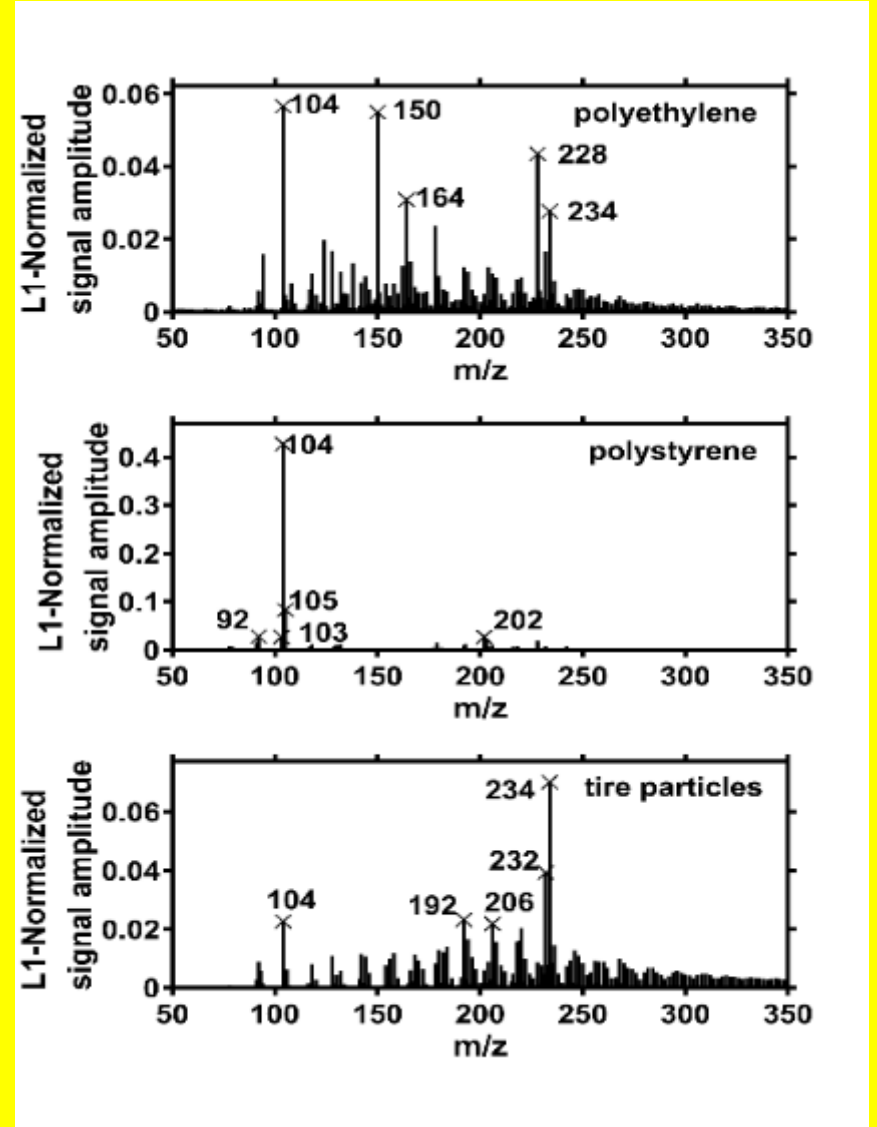 L1-Normalized
signal amplitude
0.06
0.04
0.02
0
104
150
polyethylene
228
164
234
50 100 150 200 250 300 350
m/z
L1-Normalized
signal amplitude
0.4
0.3
0.2
0.1
0
104
polystyrene
105
92
103
202
50 100 150 200 250 300 350
m/z
L1-Normalized
signal amplitude
0.06
0.04
0.02
0
234
tire particles
232
104
192
206
50 100 150 200 250 300 350
m/z